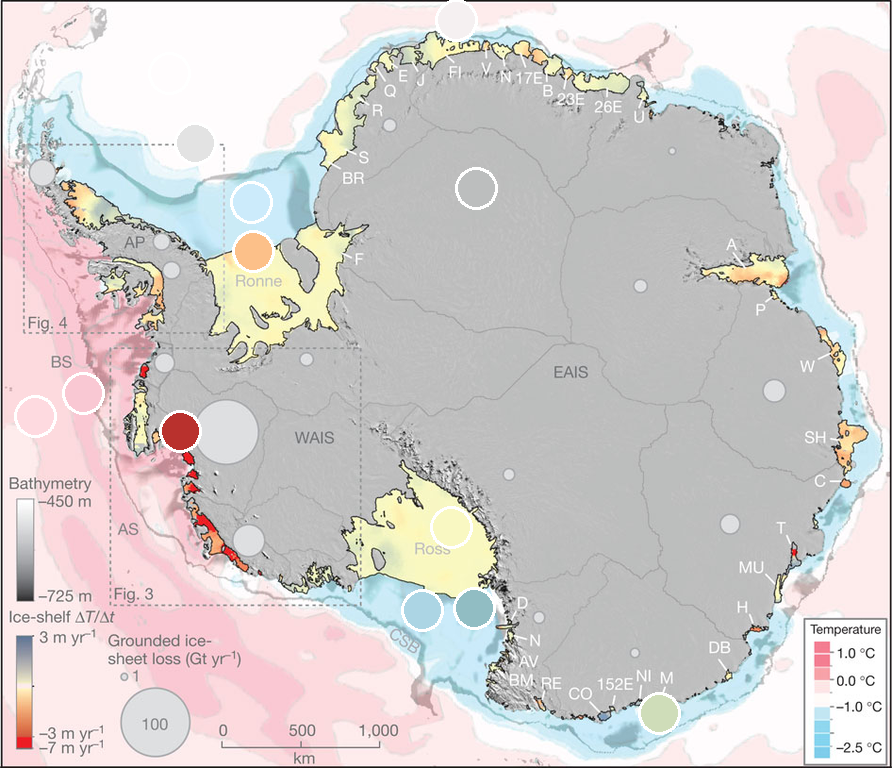 FI
V
N
17E
E
J
Q
B
23E
26E
R
U
S
BR
AP
A
F
Ronne
P
Fig. 4
BS
W
EAIS
WAIS
SH
C
Bathymetry
−450 m
AS
T
Ross
MU
Fig. 3
−725 m
D
H
Ice-shelf ΔT/Δt
3 m yr⁻¹
Grounded ice-
sheet loss (Gt yr⁻¹)
1
CSB
N
AV
BM
RE
CO
152E
NI
M
DB
Temperature
1.0 °C
0.0 °C
−1.0 °C
−2.5 °C
100
−3 m yr⁻¹
−7 m yr⁻¹
0
500
1,000
km